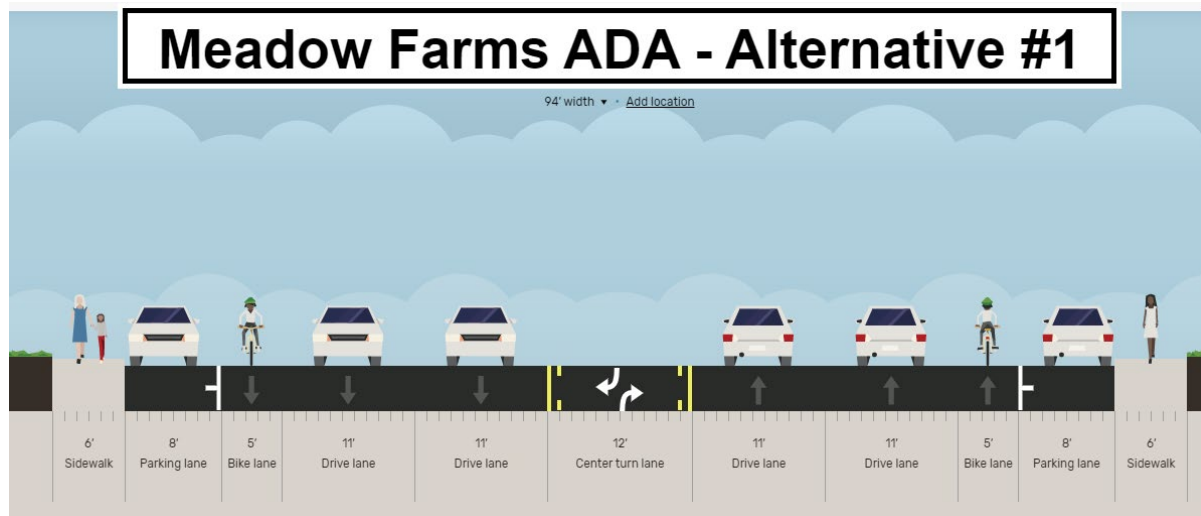 Meadow Farms ADA - Alternative #1
94' width ▾ · Add location
6' 8' 5' 11' 11' 12' 11' 11' 5' 8' 6'
Sidewalk Parking lane Bike lane Drive lane Drive lane Center turn lane Drive lane Drive lane Bike lane Parking lane Sidewalk